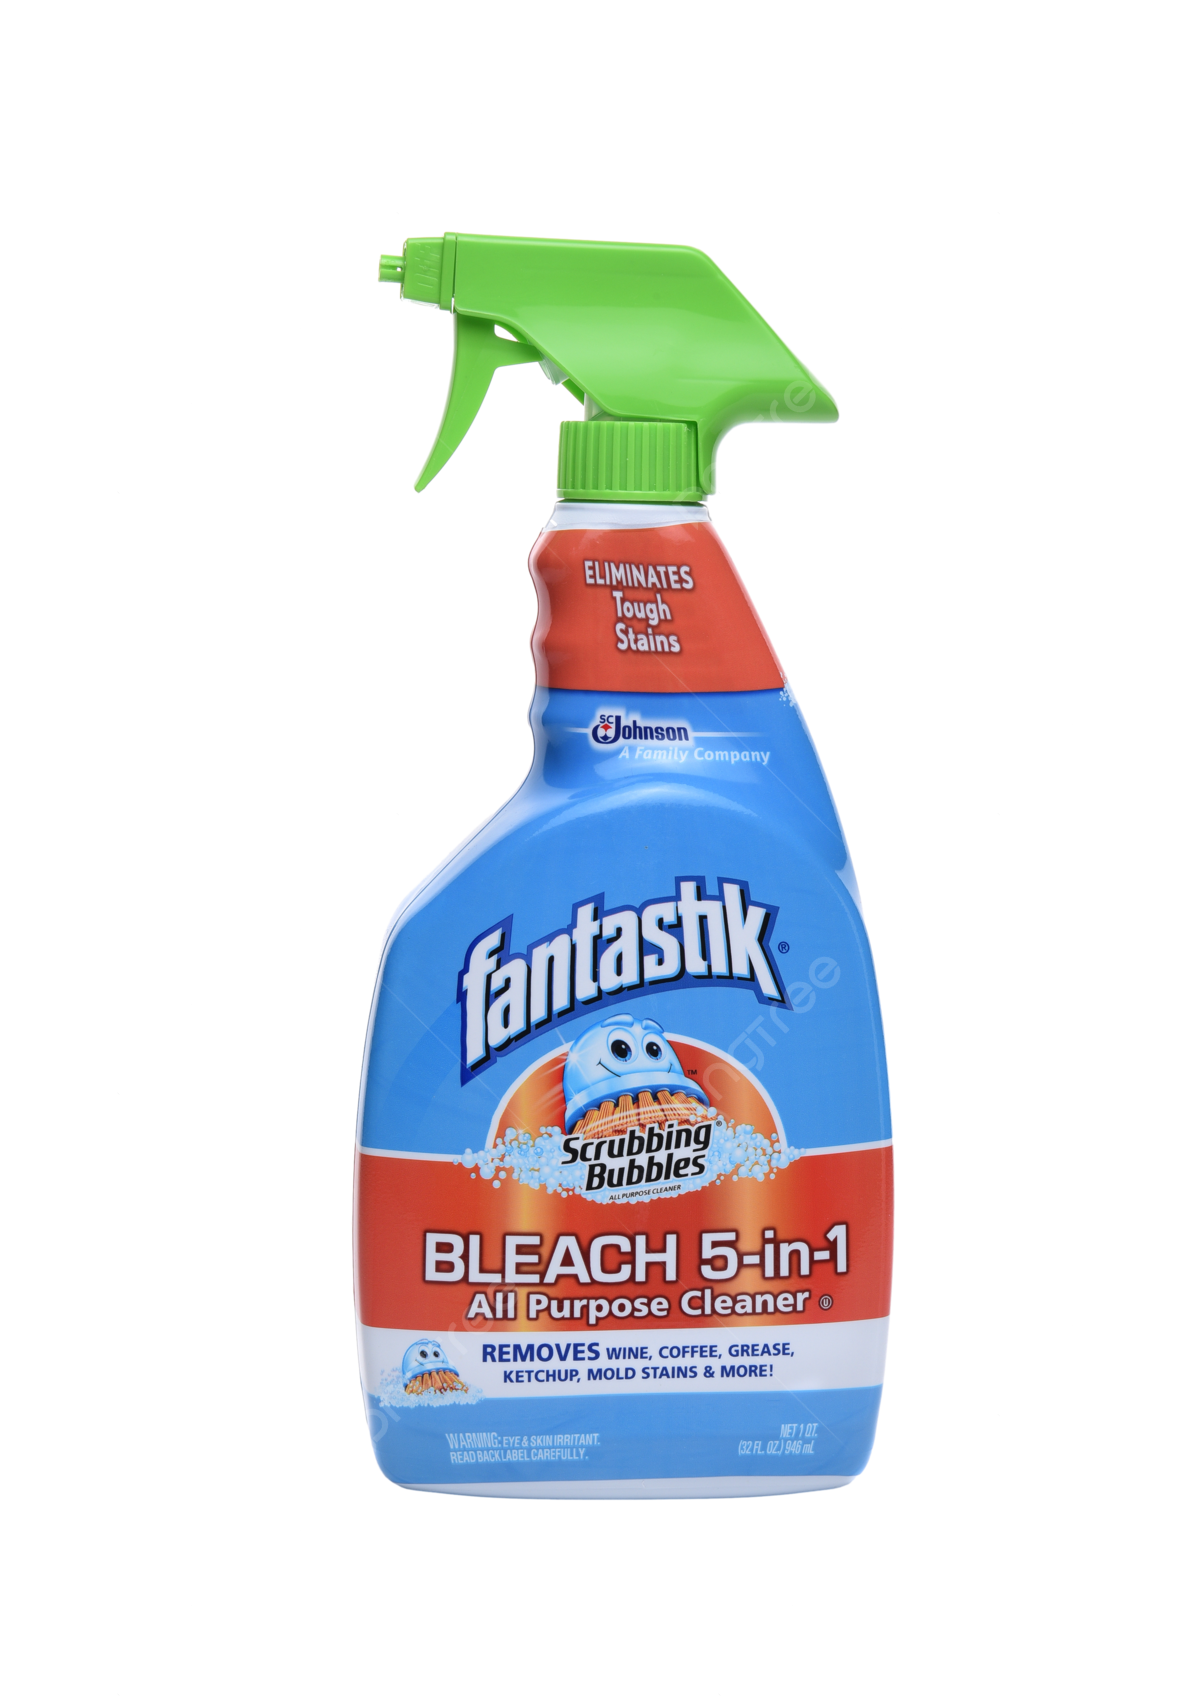 ELIMINATES
Tough
Stains
SC Johnson
A Family Company
fantastik®
™
Scrubbing®
Bubbles
ALL PURPOSE CLEANER
BLEACH 5-in-1
All Purpose Cleaner Ⓤ
REMOVES WINE, COFFEE, GREASE,
KETCHUP, MOLD STAINS & MORE!
WARNING: EYE & SKIN IRRITANT.
READ BACK LABEL CAREFULLY.
NET 1 QT.
(32 FL. OZ.) 946 mL